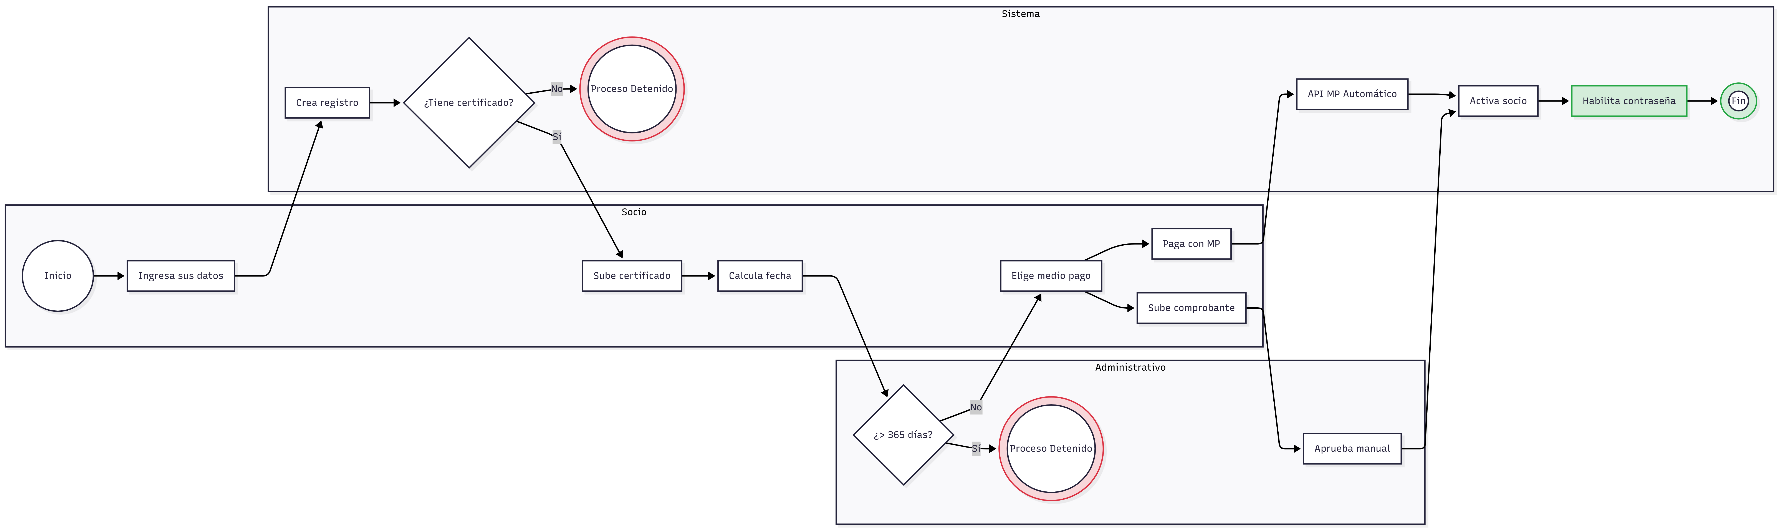 Sistema
Crea registro
¿Tiene certificado?
No
Proceso Detenido
Sí
API MP Automático
Activa socio
Habilita contraseña
Fin
Socio
Inicio
Ingresa sus datos
Sube certificado
Calcula fecha
Elige medio pago
Paga con MP
Sube comprobante
Administrativo
¿> 365 días?
No
Sí
Proceso Detenido
Aprueba manual